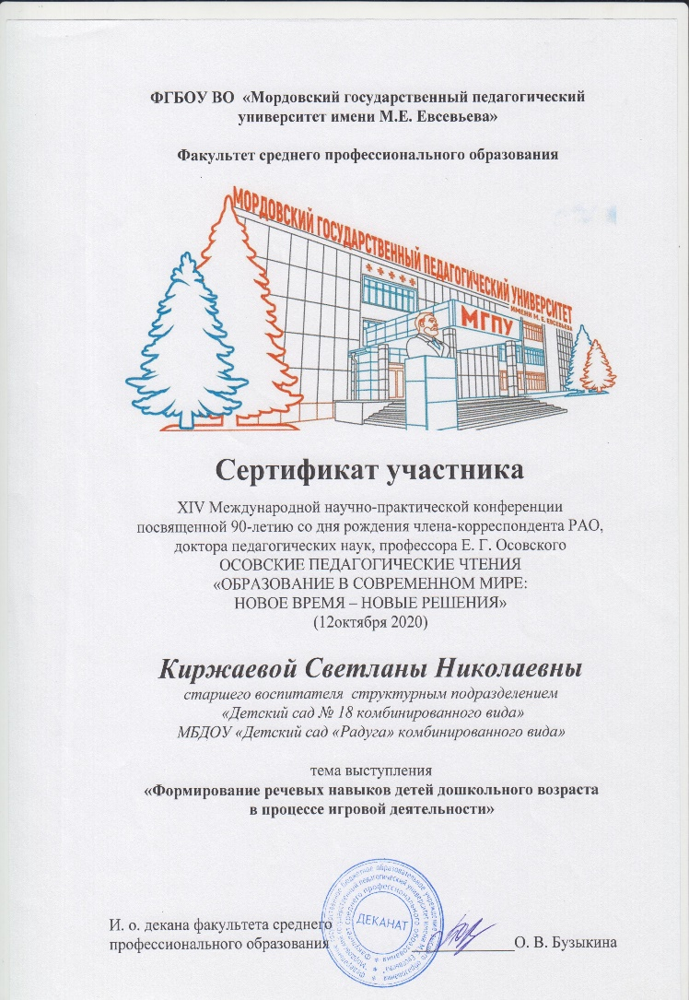 ФГБОУ ВО «Мордовский государственный педагогический
университет имени М.Е. Евсевьева»
Факультет среднего профессионального образования
МОРДОВСКИЙ ГОСУДАРСТВЕННЫЙ ПЕДАГОГИЧЕСКИЙ УНИВЕРСИТЕТ
ИМЕНИ М. Е. ЕВСЕВЬЕВА
МГПУ
Сертификат участника
XIV Международной научно-практической конференции
посвященной 90-летию со дня рождения члена-корреспондента РАО,
доктора педагогических наук, профессора Е. Г. Осовского
ОСОВСКИЕ ПЕДАГОГИЧЕСКИЕ ЧТЕНИЯ
«ОБРАЗОВАНИЕ В СОВРЕМЕННОМ МИРЕ:
НОВОЕ ВРЕМЯ – НОВЫЕ РЕШЕНИЯ»
(12октября 2020)
Киржаевой Светланы Николаевны
старшего воспитателя структурным подразделением
«Детский сад № 18 комбинированного вида»
МБДОУ «Детский сад «Радуга» комбинированного вида»
тема выступления
«Формирование речевых навыков детей дошкольного возраста
в процессе игровой деятельности»
ДЕКАНАТ
И. о. декана факультета среднего
профессионального образования О. В. Бузыкина